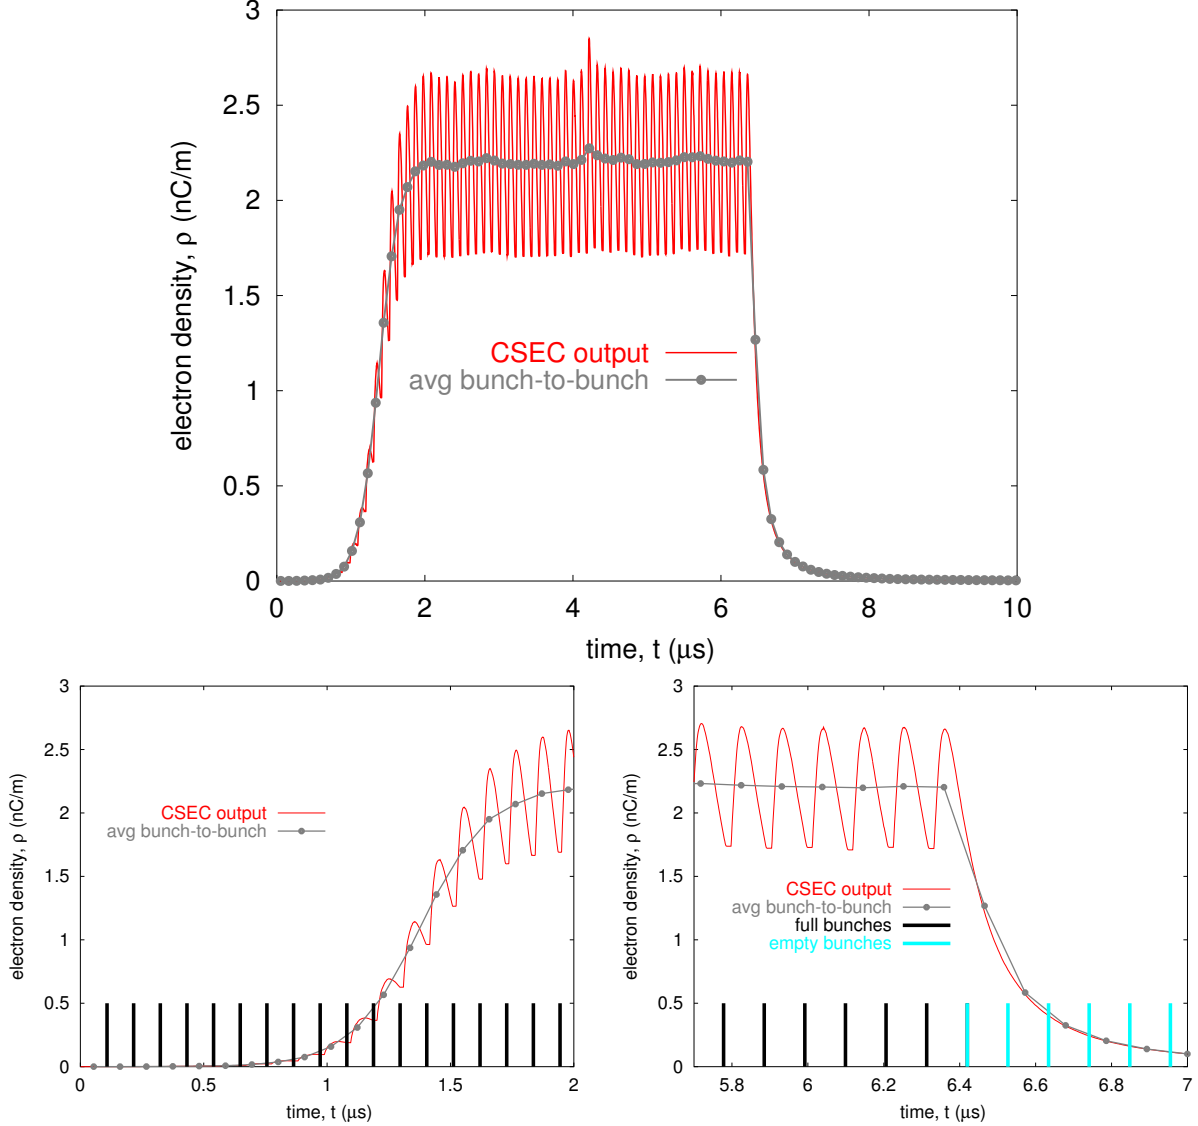 3
2.5
2
1.5
1
0.5
0
electron density, ρ (nC/m)
CSEC output
avg bunch-to-bunch
0 2 4 6 8 10
time, t (μs)
3
2.5
2
1.5
1
0.5
0
electron density, ρ (nC/m)
CSEC output
avg bunch-to-bunch
0 0.5 1 1.5 2
time, t (μs)
3
2.5
2
1.5
1
0.5
0
electron density, ρ (nC/m)
CSEC output
avg bunch-to-bunch
full bunches
empty bunches
5.8 6 6.2 6.4 6.6 6.8 7
time, t (μs)